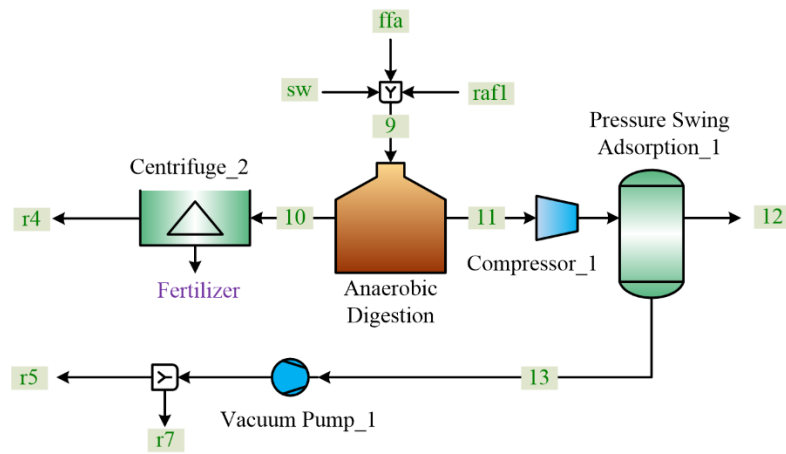 ffa
sw
raf1
9
Pressure Swing
Adsorption_1
Centrifuge_2
r4
10
11
12
Compressor_1
Fertilizer
Anaerobic
Digestion
r5
13
Vacuum Pump_1
r7